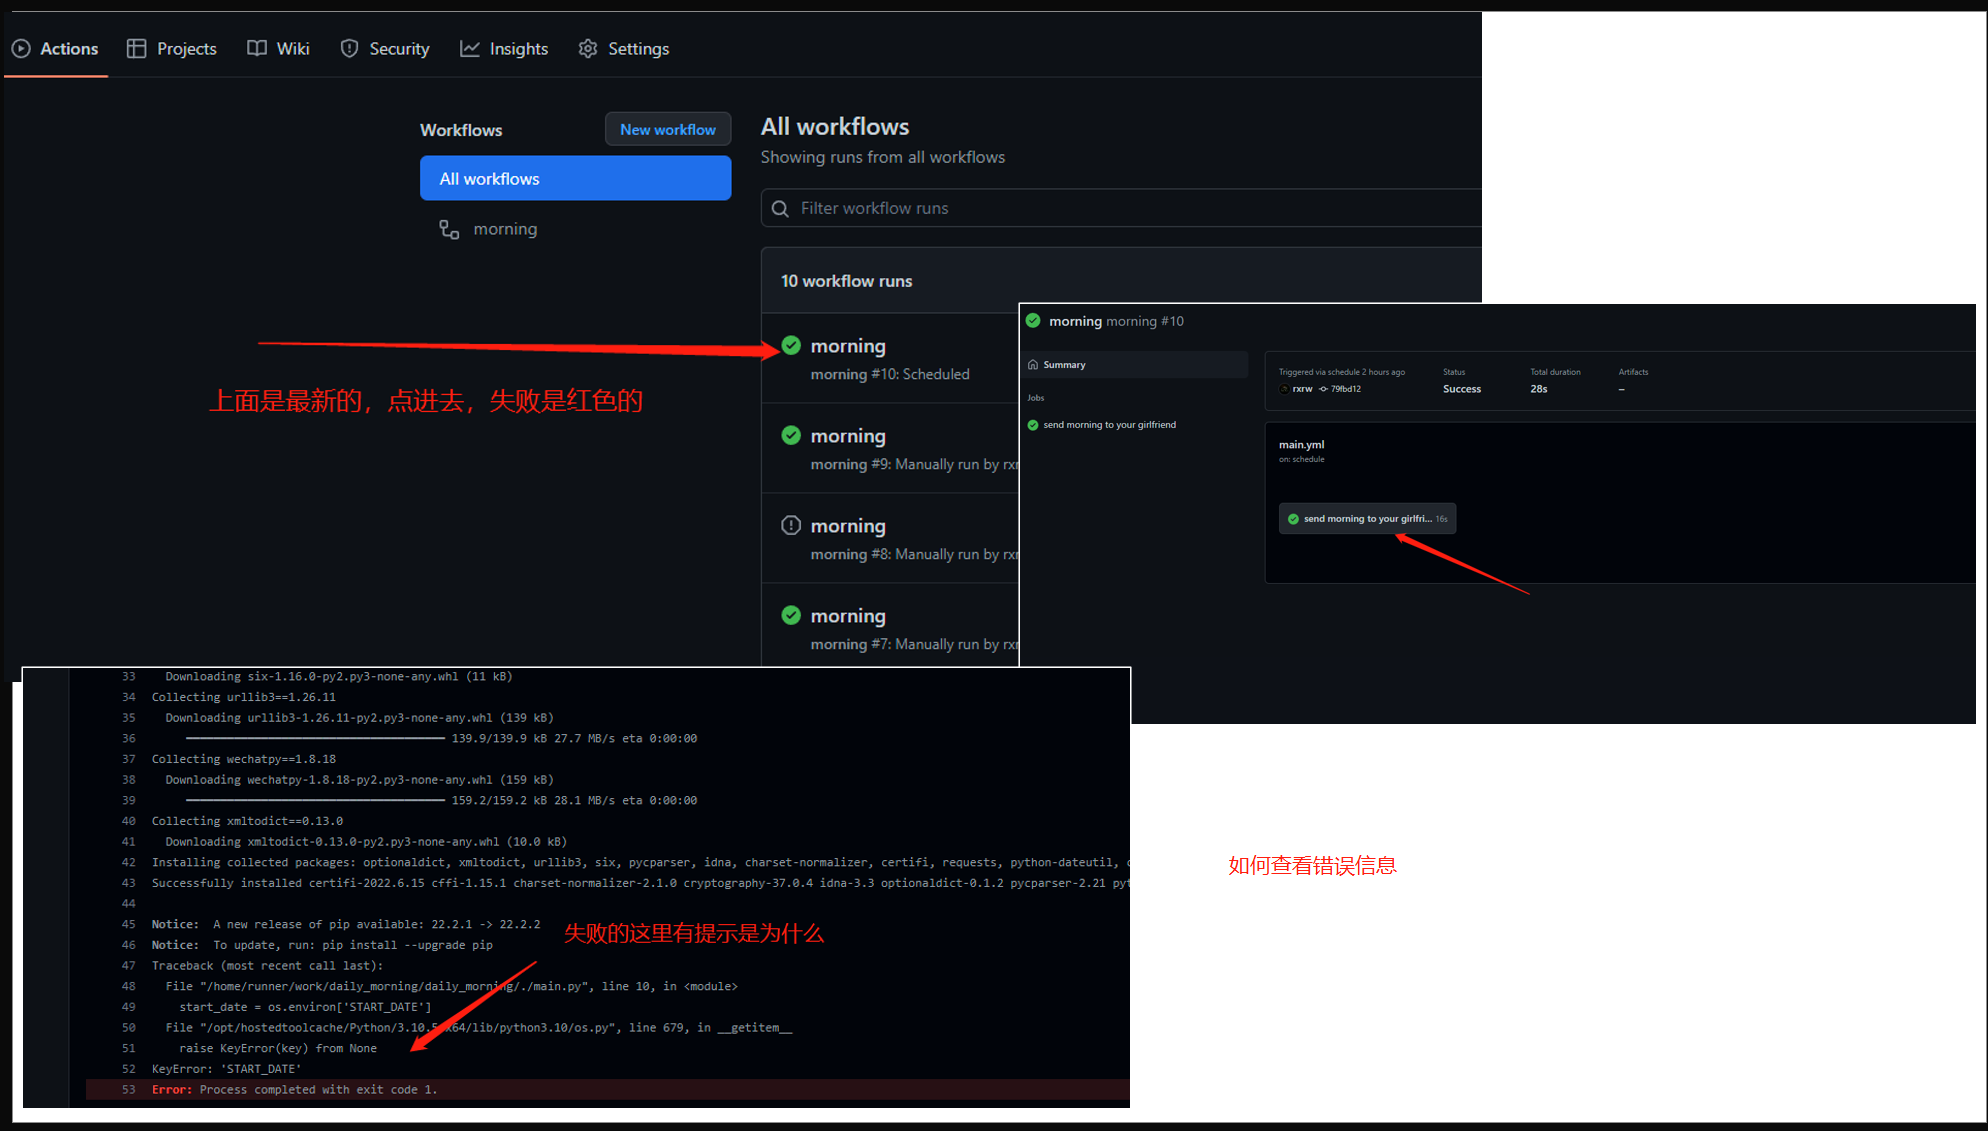 Actions
Projects
Wiki
Security
Insights
Settings
Workflows
New workflow
All workflows
morning
All workflows
Showing runs from all workflows
Filter workflow runs
10 workflow runs
morning
morning #10: Scheduled
上面是最新的，点进去，失败是红色的
morning
morning #9: Manually run by rxr
morning
morning #8: Manually run by rxr
morning
morning #7: Manually run by rxr
morning morning #10
Summary
Jobs
send morning to your girlfriend
Triggered via schedule 2 hours ago
rxrw 79fbd12
Status
Success
Total duration
28s
Artifacts
–
main.yml
on: schedule
send morning to your girlfri... 16s
33 Downloading six-1.16.0-py2.py3-none-any.whl (11 kB)
34 Collecting urllib3==1.26.11
35 Downloading urllib3-1.26.11-py2.py3-none-any.whl (139 kB)
36 139.9/139.9 kB 27.7 MB/s eta 0:00:00
37 Collecting wechatpy==1.8.18
38 Downloading wechatpy-1.8.18-py2.py3-none-any.whl (159 kB)
39 159.2/159.2 kB 28.1 MB/s eta 0:00:00
40 Collecting xmltodict==0.13.0
41 Downloading xmltodict-0.13.0-py2.py3-none-any.whl (10.0 kB)
42 Installing collected packages: optionaldict, xmltodict, urllib3, six, pycparser, idna, charset-normalizer, certifi, requests, python-dateutil,
43 Successfully installed certifi-2022.6.15 cffi-1.15.1 charset-normalizer-2.1.0 cryptography-37.0.4 idna-3.3 optionaldict-0.1.2 pycparser-2.21 pyt
44
45 Notice: A new release of pip available: 22.2.1 -> 22.2.2
46 Notice: To update, run: pip install --upgrade pip
47 Traceback (most recent call last):
48 File "/home/runner/work/daily_morning/daily_morning/./main.py", line 10, in <module>
49 start_date = os.environ['START_DATE']
50 File "/opt/hostedtoolcache/Python/3.10.5/x64/lib/python3.10/os.py", line 679, in __getitem__
51 raise KeyError(key) from None
52 KeyError: 'START_DATE'
53 Error: Process completed with exit code 1.
失败的这里有提示是为什么
如何查看错误信息